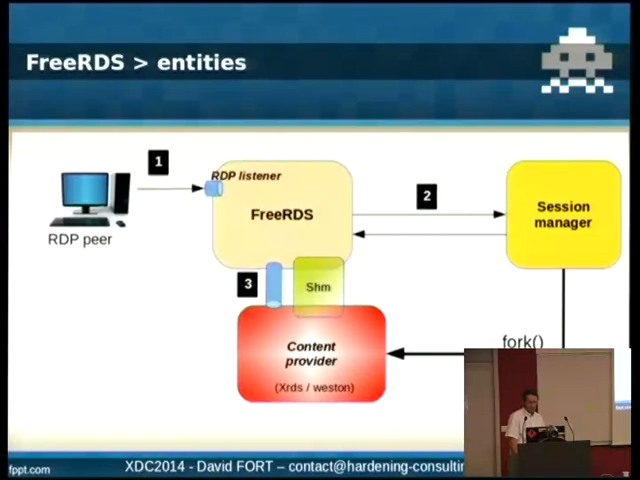 FreeRDS > entities
1
RDP listener
RDP peer
FreeRDS
2
Session
manager
3
Shm
Content
provider
(Xrds / weston)
fork()
fppt.com
XDC2014 - David FORT – contact@hardening-consultin